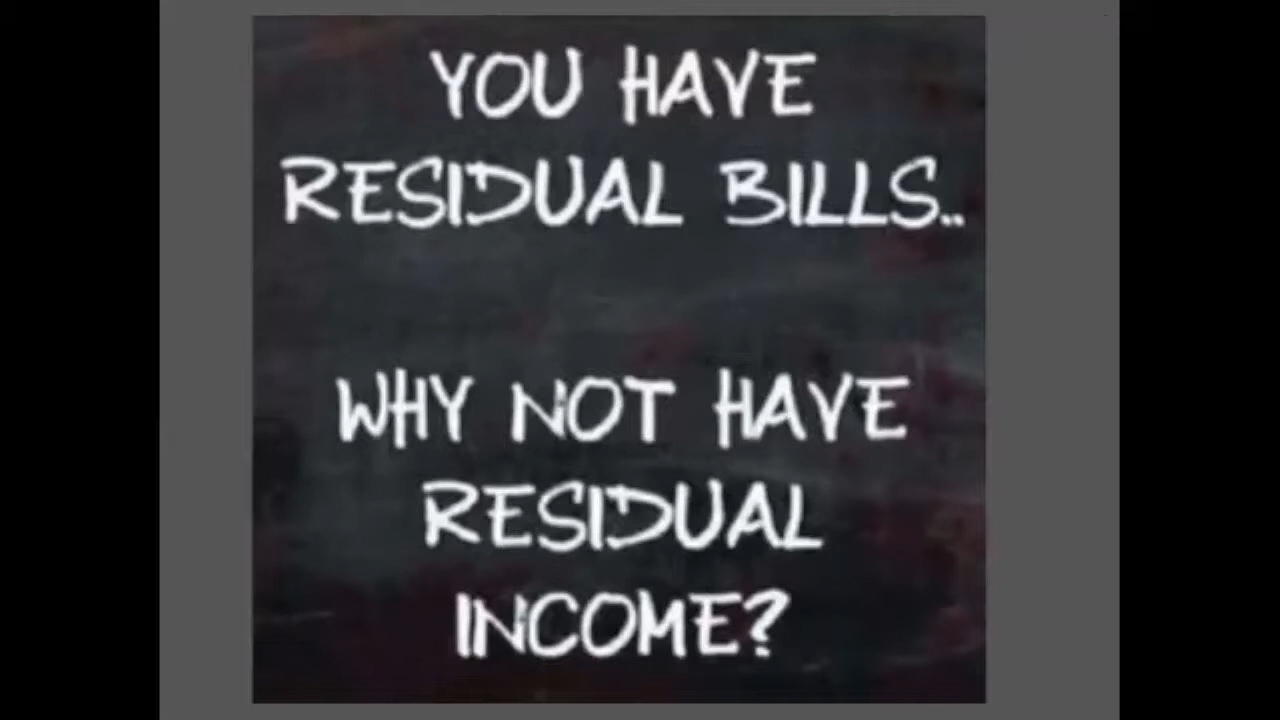 YOU HAVE
RESIDUAL BILLS..
WHY NOT HAVE
RESIDUAL
INCOME?